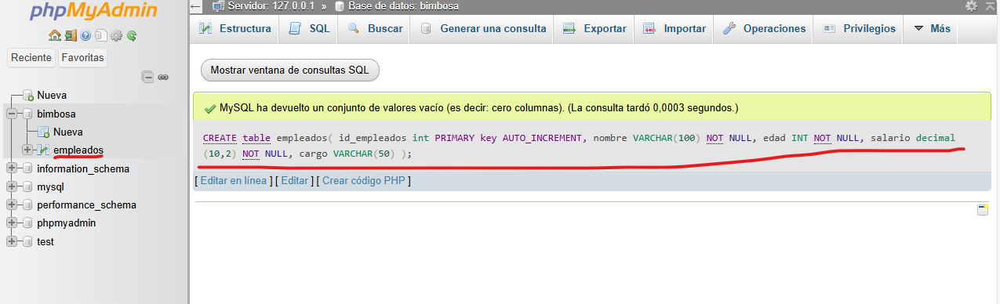 phpMyAdmin
Reciente Favoritas
Nueva
bimbosa
Nueva
empleados
information_schema
mysql
performance_schema
phpmyadmin
test
Servidor: 127.0.0.1 » Base de datos: bimbosa
Estructura SQL Buscar Generar una consulta Exportar Importar Operaciones Privilegios Más
Mostrar ventana de consultas SQL
MySQL ha devuelto un conjunto de valores vacío (es decir: cero columnas). (La consulta tardó 0,0003 segundos.)
CREATE table empleados( id_empleados int PRIMARY key AUTO_INCREMENT, nombre VARCHAR(100) NOT NULL, edad INT NOT NULL, salario decimal
(10,2) NOT NULL, cargo VARCHAR(50) );
[ Editar en línea ] [ Editar ] [ Crear código PHP ]